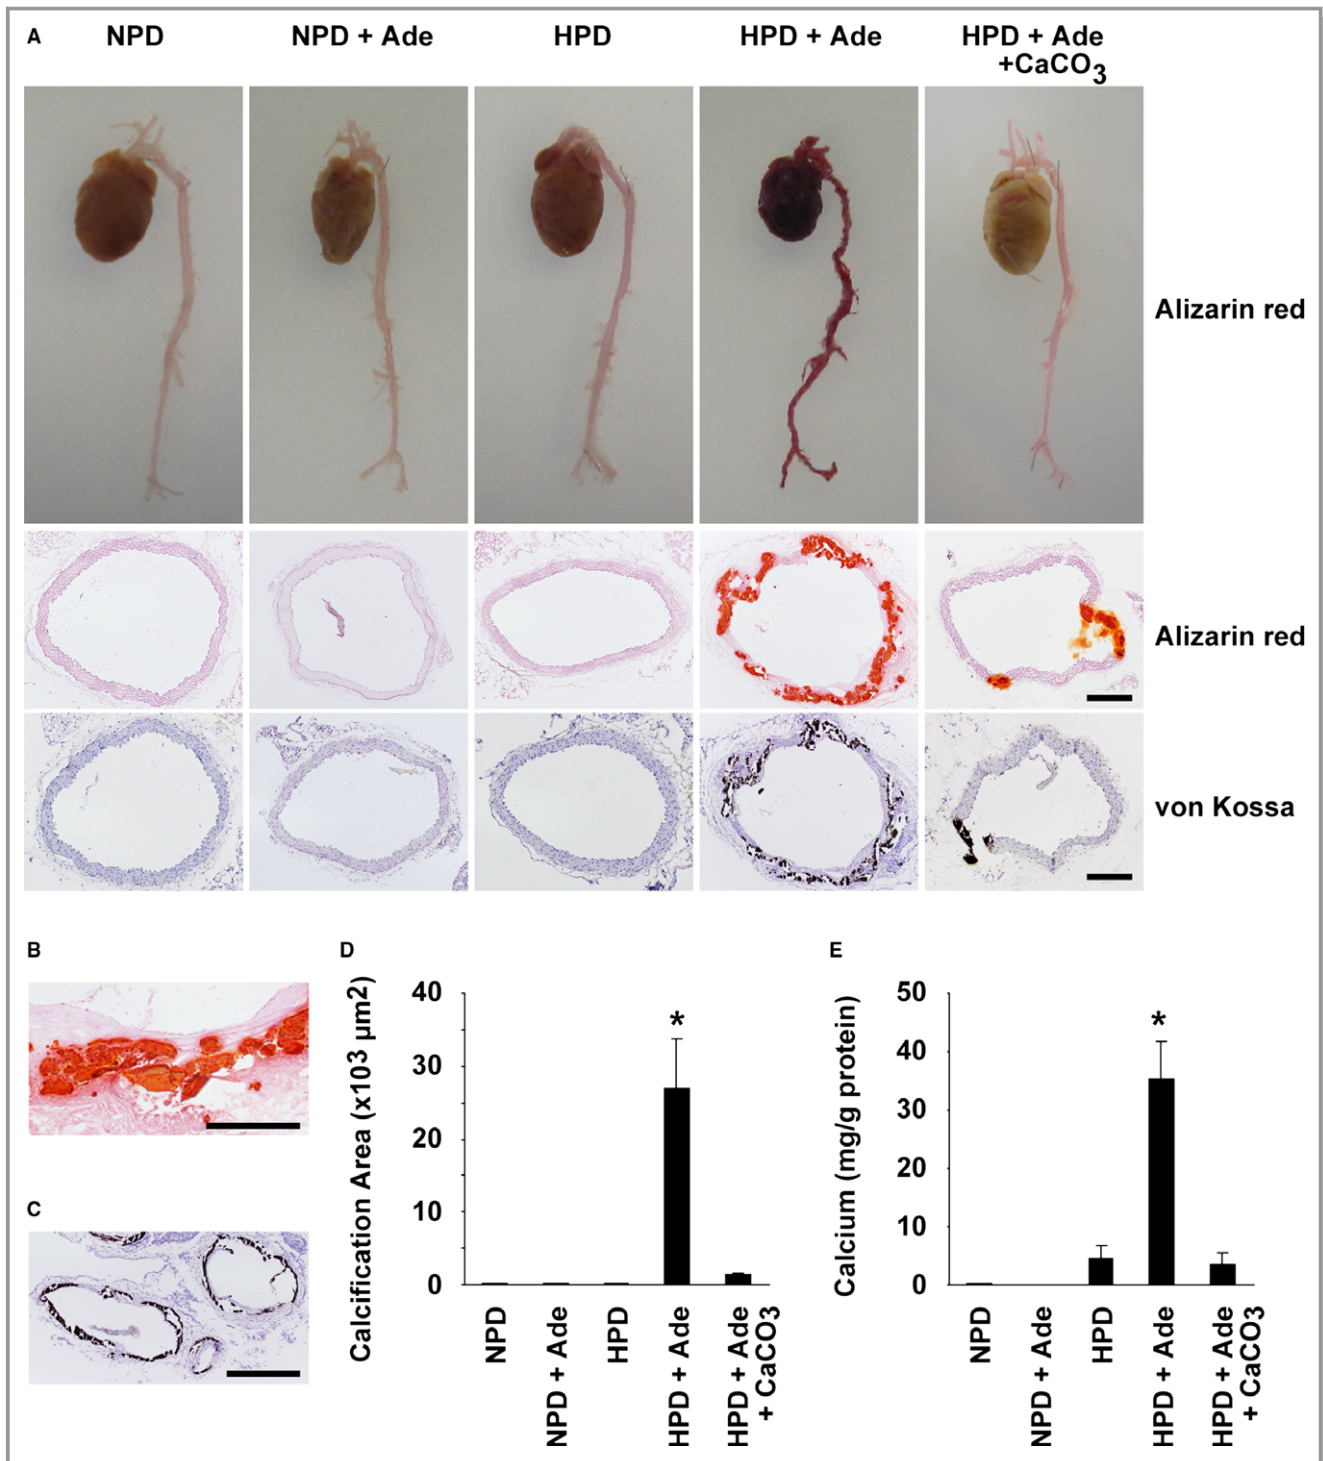 A
NPD
NPD + Ade
HPD
HPD + Ade
HPD + Ade
+CaCO3
Alizarin red
Alizarin red
von Kossa
B
C
D
Calcification Area (x103 μm2)
40
30
20
10
0
*
NPD
NPD + Ade
HPD
HPD + Ade
HPD + Ade
+ CaCO3
E
Calcium (mg/g protein)
50
40
30
20
10
0
*
NPD
NPD + Ade
HPD
HPD + Ade
HPD + Ade
+ CaCO3